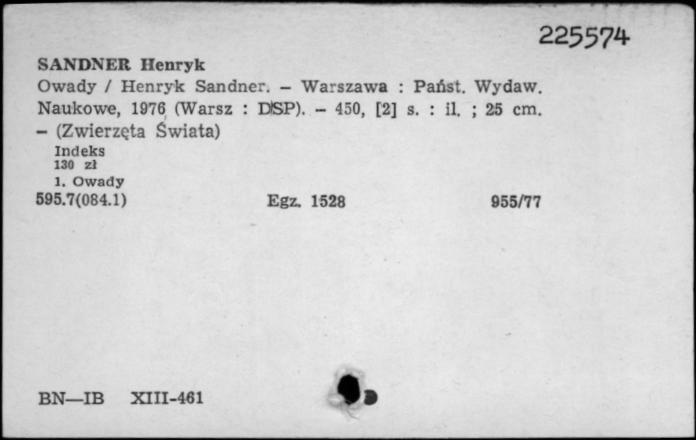 225574
SANDNER Henryk
Owady / Henryk Sandner. – Warszawa : Państ. Wydaw.
Naukowe, 1976 (Warsz : DSP). – 450, [2] s. : il. ; 25 cm.
– (Zwierzęta Świata)
Indeks
130 zł
1. Owady
595.7(084.1) Egz. 1528 955/77
BN—IB XIII-461